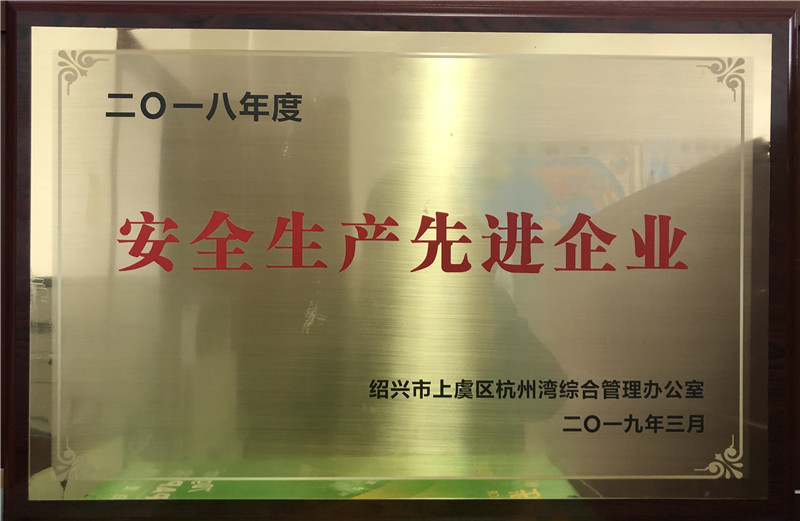 二〇一八年度
安全生产先进企业
绍兴市上虞区杭州湾综合管理办公室
二〇一九年三月